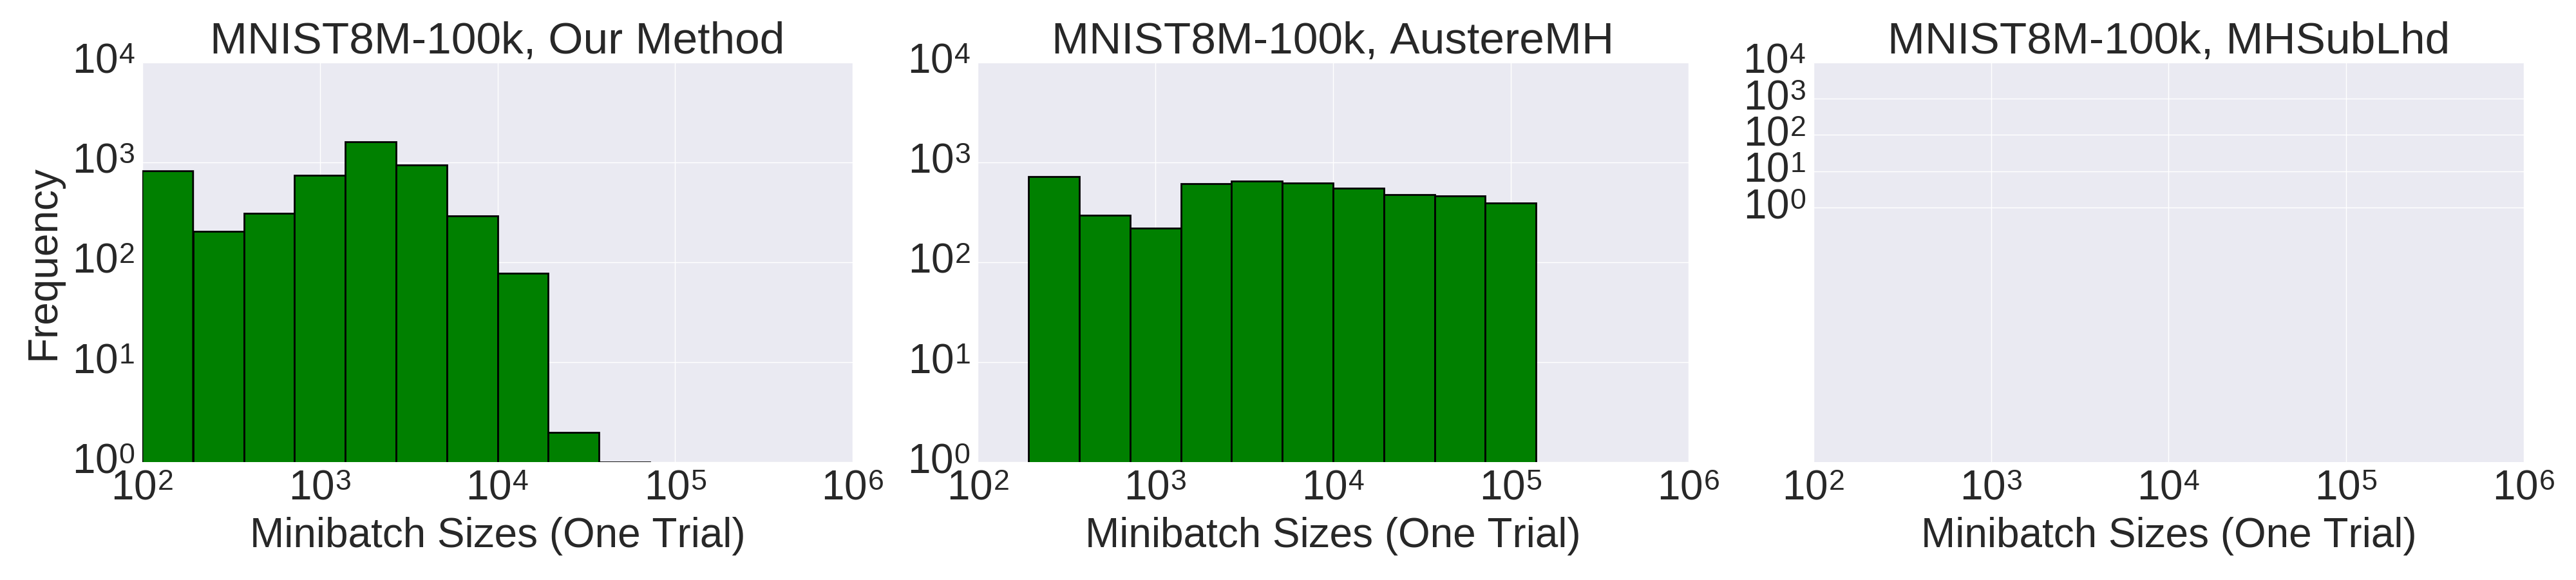 MNIST8M-100k, Our Method
Frequency
10⁴
10³
10²
10¹
10⁰
10² 10³ 10⁴ 10⁵ 10⁶
Minibatch Sizes (One Trial)
MNIST8M-100k, AustereMH
10⁴
10³
10²
10¹
10⁰
10² 10³ 10⁴ 10⁵ 10⁶
Minibatch Sizes (One Trial)
MNIST8M-100k, MHSubLhd
10⁴
10³
10²
10¹
10⁰
10² 10³ 10⁴ 10⁵ 10⁶
Minibatch Sizes (One Trial)